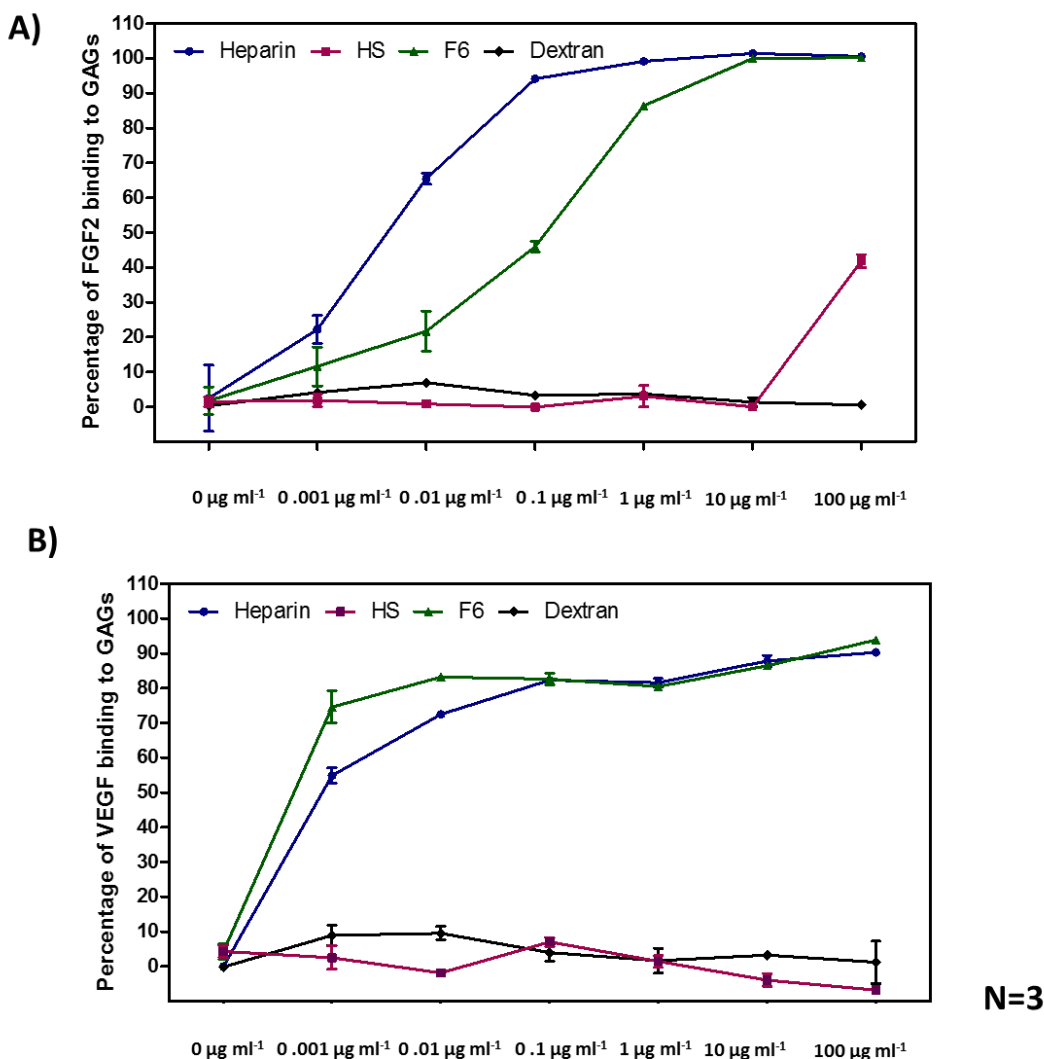 A)
110
Heparin HS F6 Dextran
100
90
80
70
60
50
40
30
20
10
0
Percentage of FGF2 binding to GAGs
0 µg ml-1 0 .001 µg ml-1 0.01 µg ml-1 0.1 µg ml-1 1 µg ml-1 10 µg ml-1 100 µg ml-1
B)
110
Heparin HS F6 Dextran
100
90
80
70
60
50
40
30
20
10
0
Percentage of VEGF binding to GAGs
N=3
0 µg ml-1 0 .001 µg ml-1 0.01 µg ml-1 0.1 µg ml-1 1 µg ml-1 10 µg ml-1 100 µg ml-1